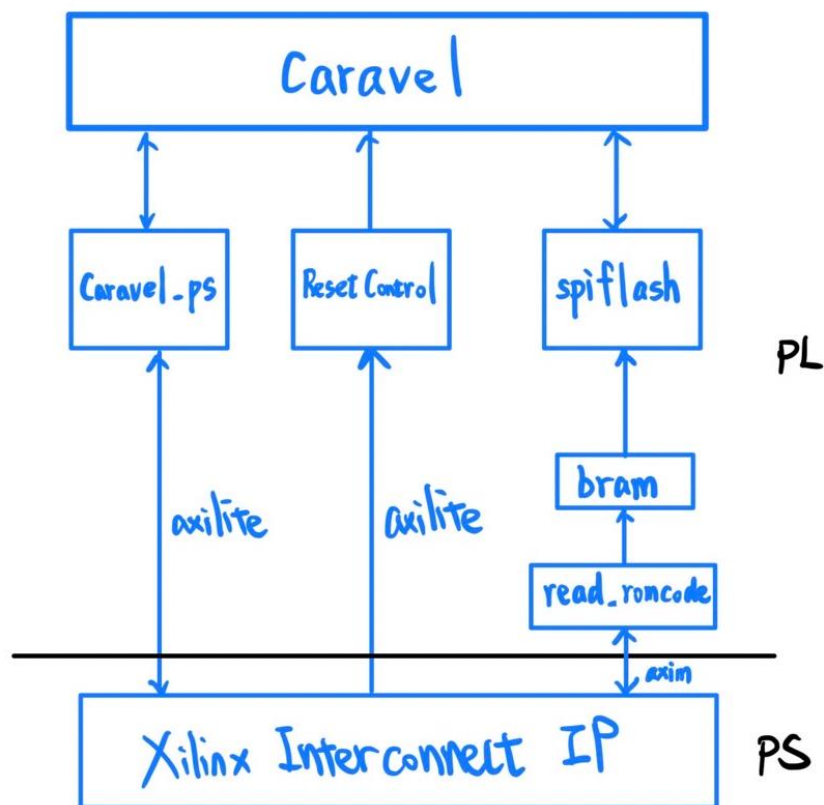 Caravel
Caravel_ps
Reset Control
spiflash
PL
bram
axilite
axilite
read_romcode
axim
Xilinx Interconnect IP
PS